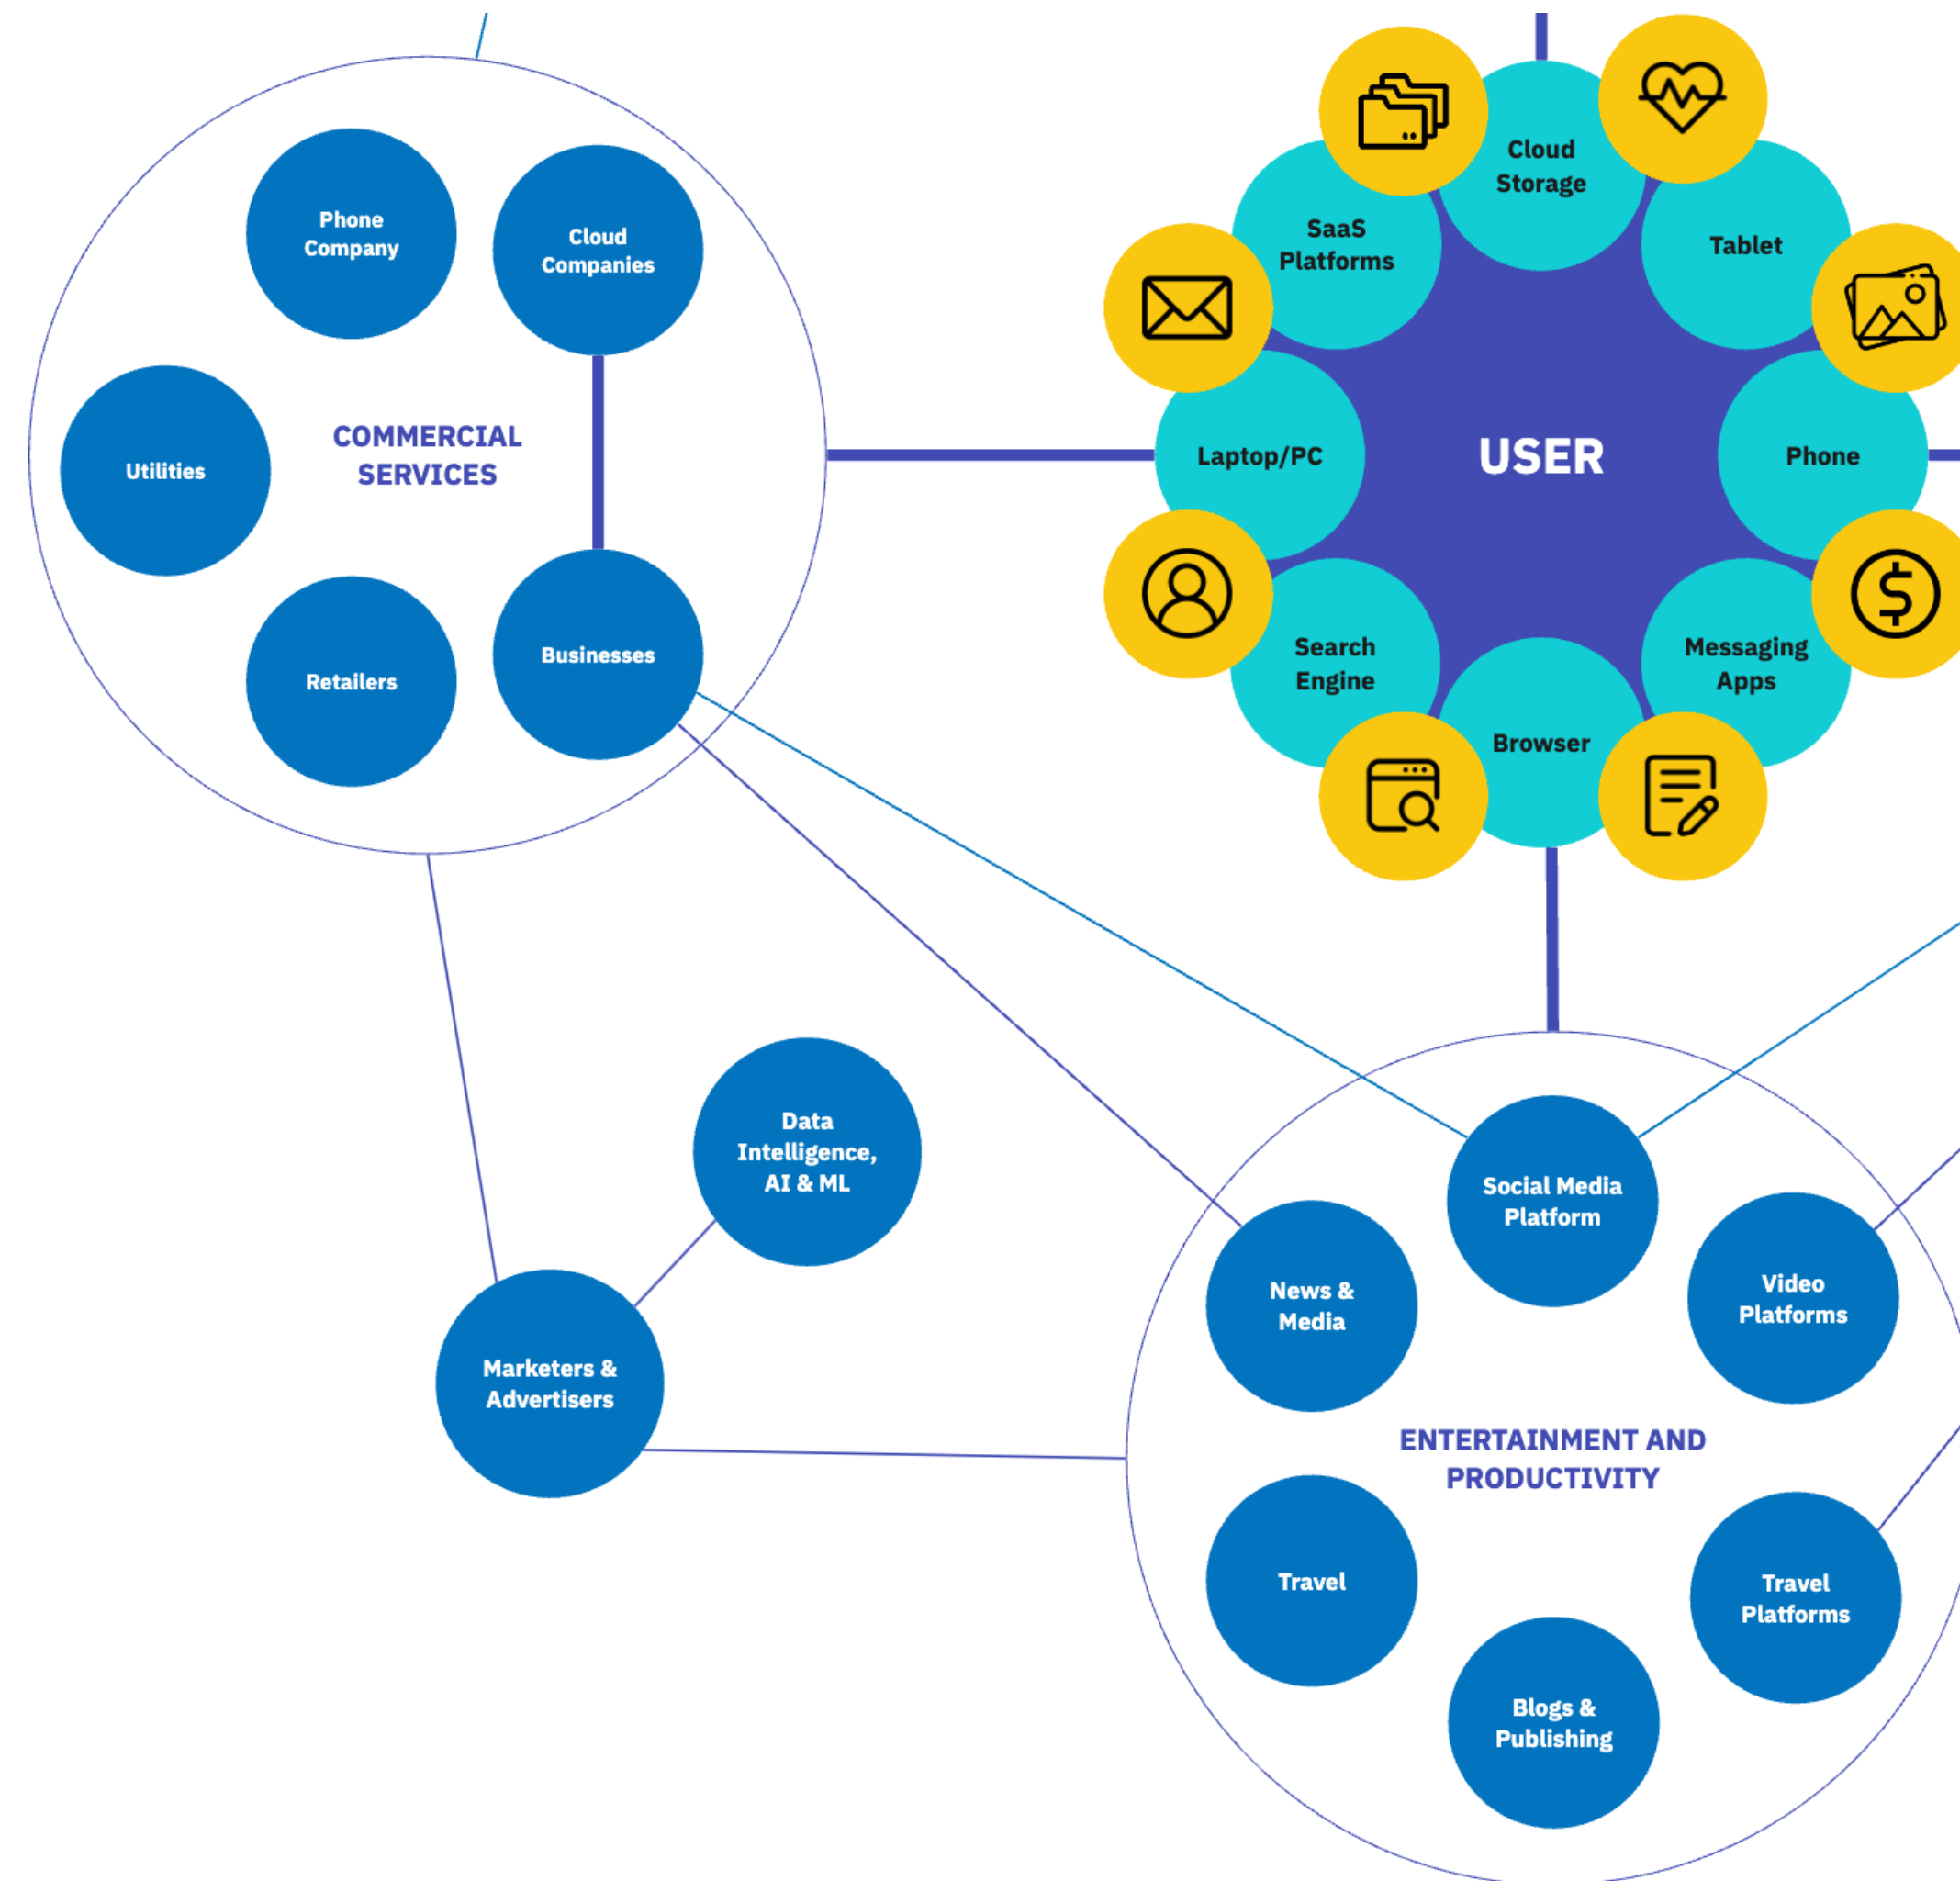 Phone
Company
Cloud
Companies
Utilities
COMMERCIAL
SERVICES
Retailers
Businesses
Cloud
Storage
SaaS
Platforms
Tablet
Laptop/PC
USER
Phone
Search
Engine
Messaging
Apps
Browser
Data
Intelligence,
AI & ML
Marketers &
Advertisers
Social Media
Platform
News &
Media
Video
Platforms
ENTERTAINMENT AND
PRODUCTIVITY
Travel
Travel
Platforms
Blogs &
Publishing